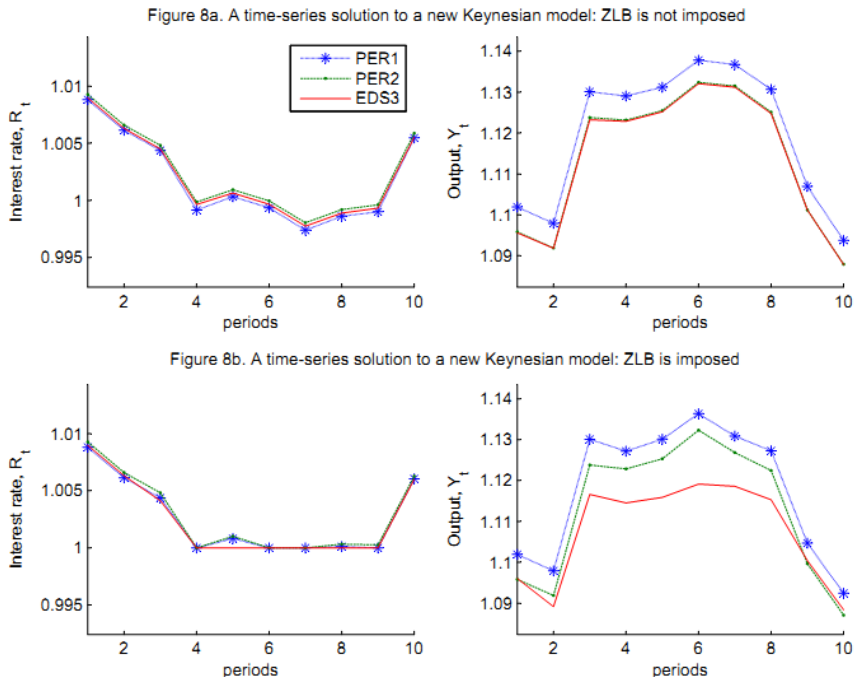 Figure 8a. A time-series solution to a new Keynesian model: ZLB is not imposed
Interest rate, R_t
1.01
1.005
1
0.995
2 4 6 8 10
periods
PER1
PER2
EDS3
Output, Y_t
1.14
1.13
1.12
1.11
1.1
1.09
2 4 6 8 10
periods
Figure 8b. A time-series solution to a new Keynesian model: ZLB is imposed
Interest rate, R_t
1.01
1.005
1
0.995
2 4 6 8 10
periods
Output, Y_t
1.14
1.13
1.12
1.11
1.1
1.09
2 4 6 8 10
periods